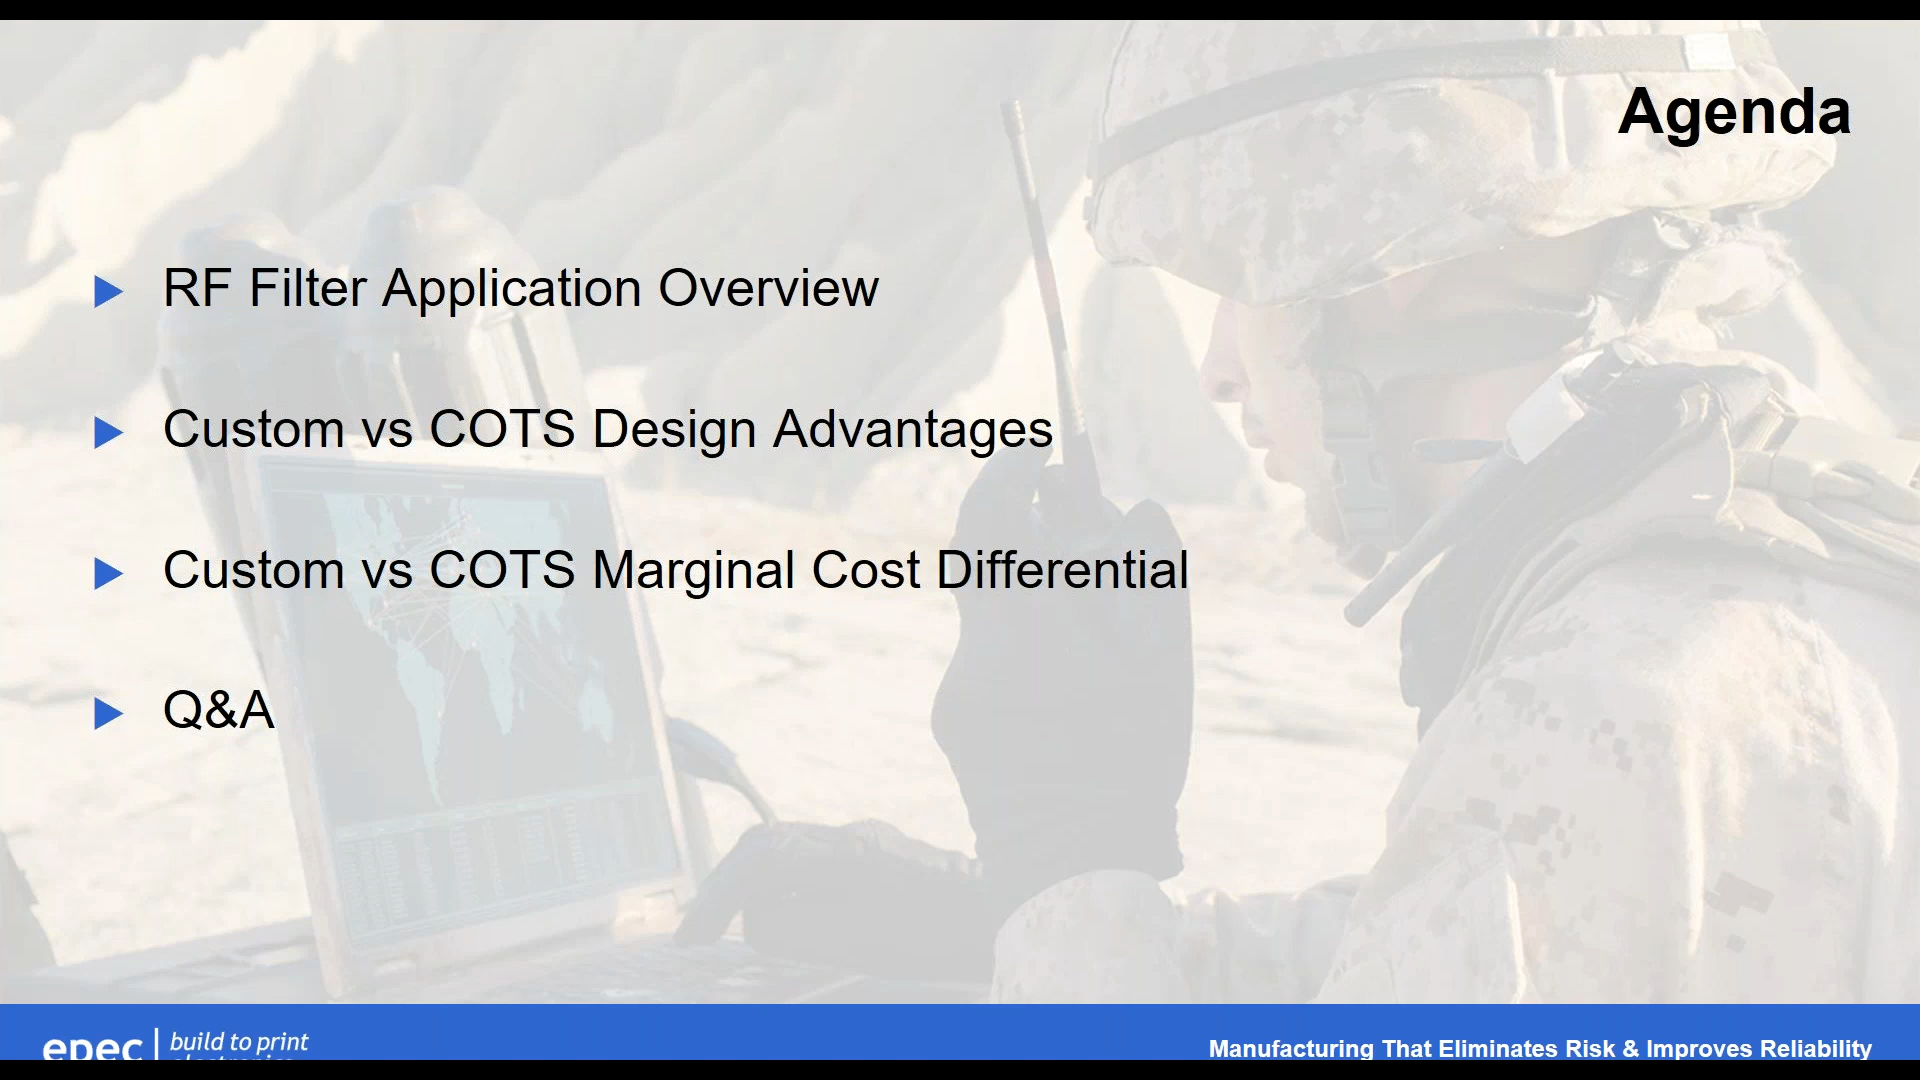 Agenda
RF Filter Application Overview
Custom vs COTS Design Advantages
Custom vs COTS Marginal Cost Differential
Q&A
epec
build to print
Manufacturing That Eliminates Risk & Improves Reliability